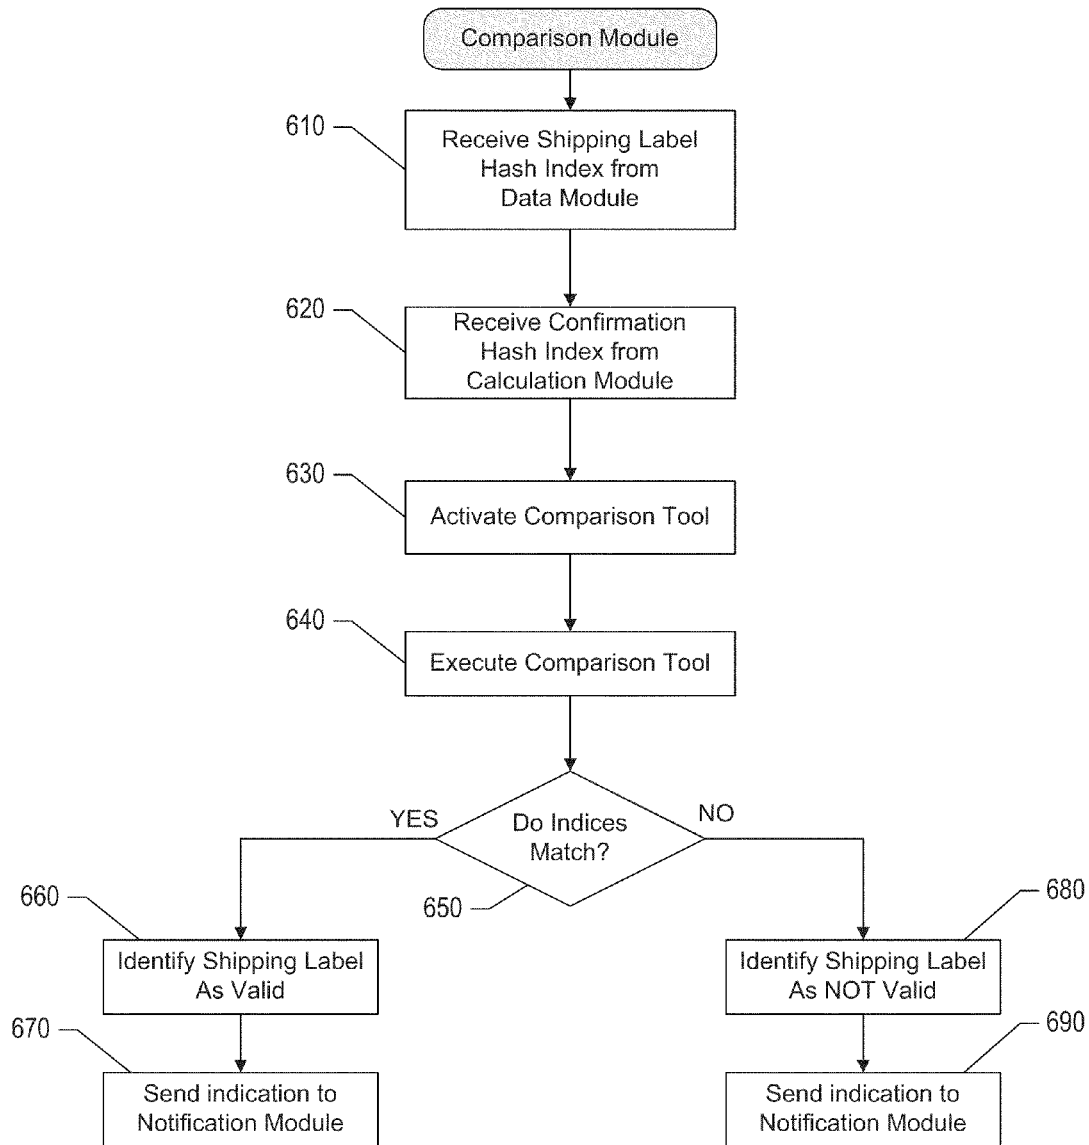 Comparison Module
610
Receive Shipping Label
Hash Index from
Data Module
620
Receive Confirmation
Hash Index from
Calculation Module
630
Activate Comparison Tool
640
Execute Comparison Tool
YES
NO
Do Indices
Match?
650
660
Identify Shipping Label
As Valid
680
Identify Shipping Label
As NOT Valid
670
Send indication to
Notification Module
690
Send indication to
Notification Module